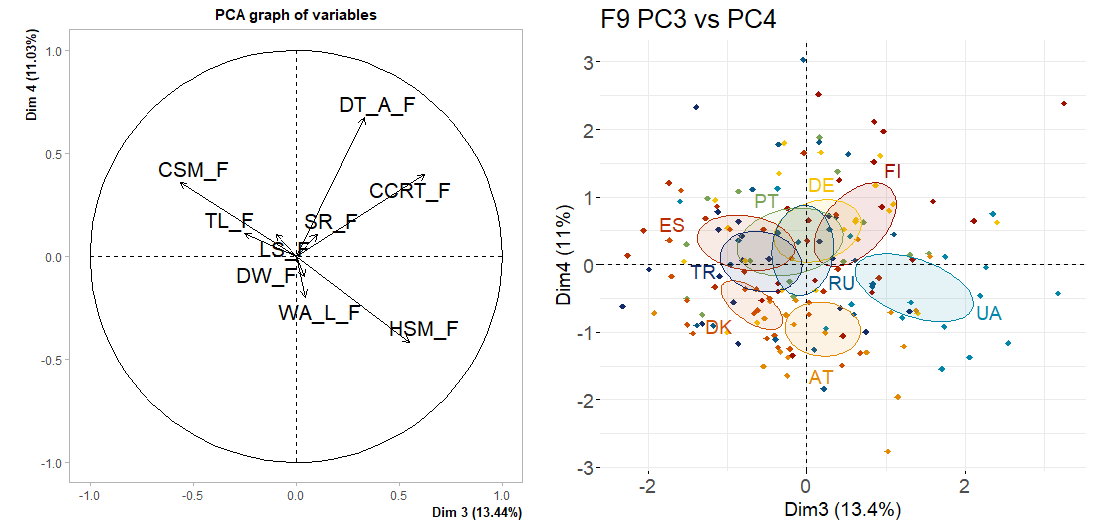 PCA graph of variables
Dim 4 (11.03%)
1.0
0.5
0.0
-0.5
-1.0
DT_A_F
CSM_F
CCRT_F
TL_F
SR_F
LS_F
DW_F
WA_L_F
HSM_F
-1.0
-0.5
0.0
0.5
1.0
Dim 3 (13.44%)
F9 PC3 vs PC4
Dim4 (11%)
3
2
1
0
-1
-2
-3
FI
DE
PT
ES
TR
RU
UA
DK
AT
-2
0
2
Dim3 (13.4%)